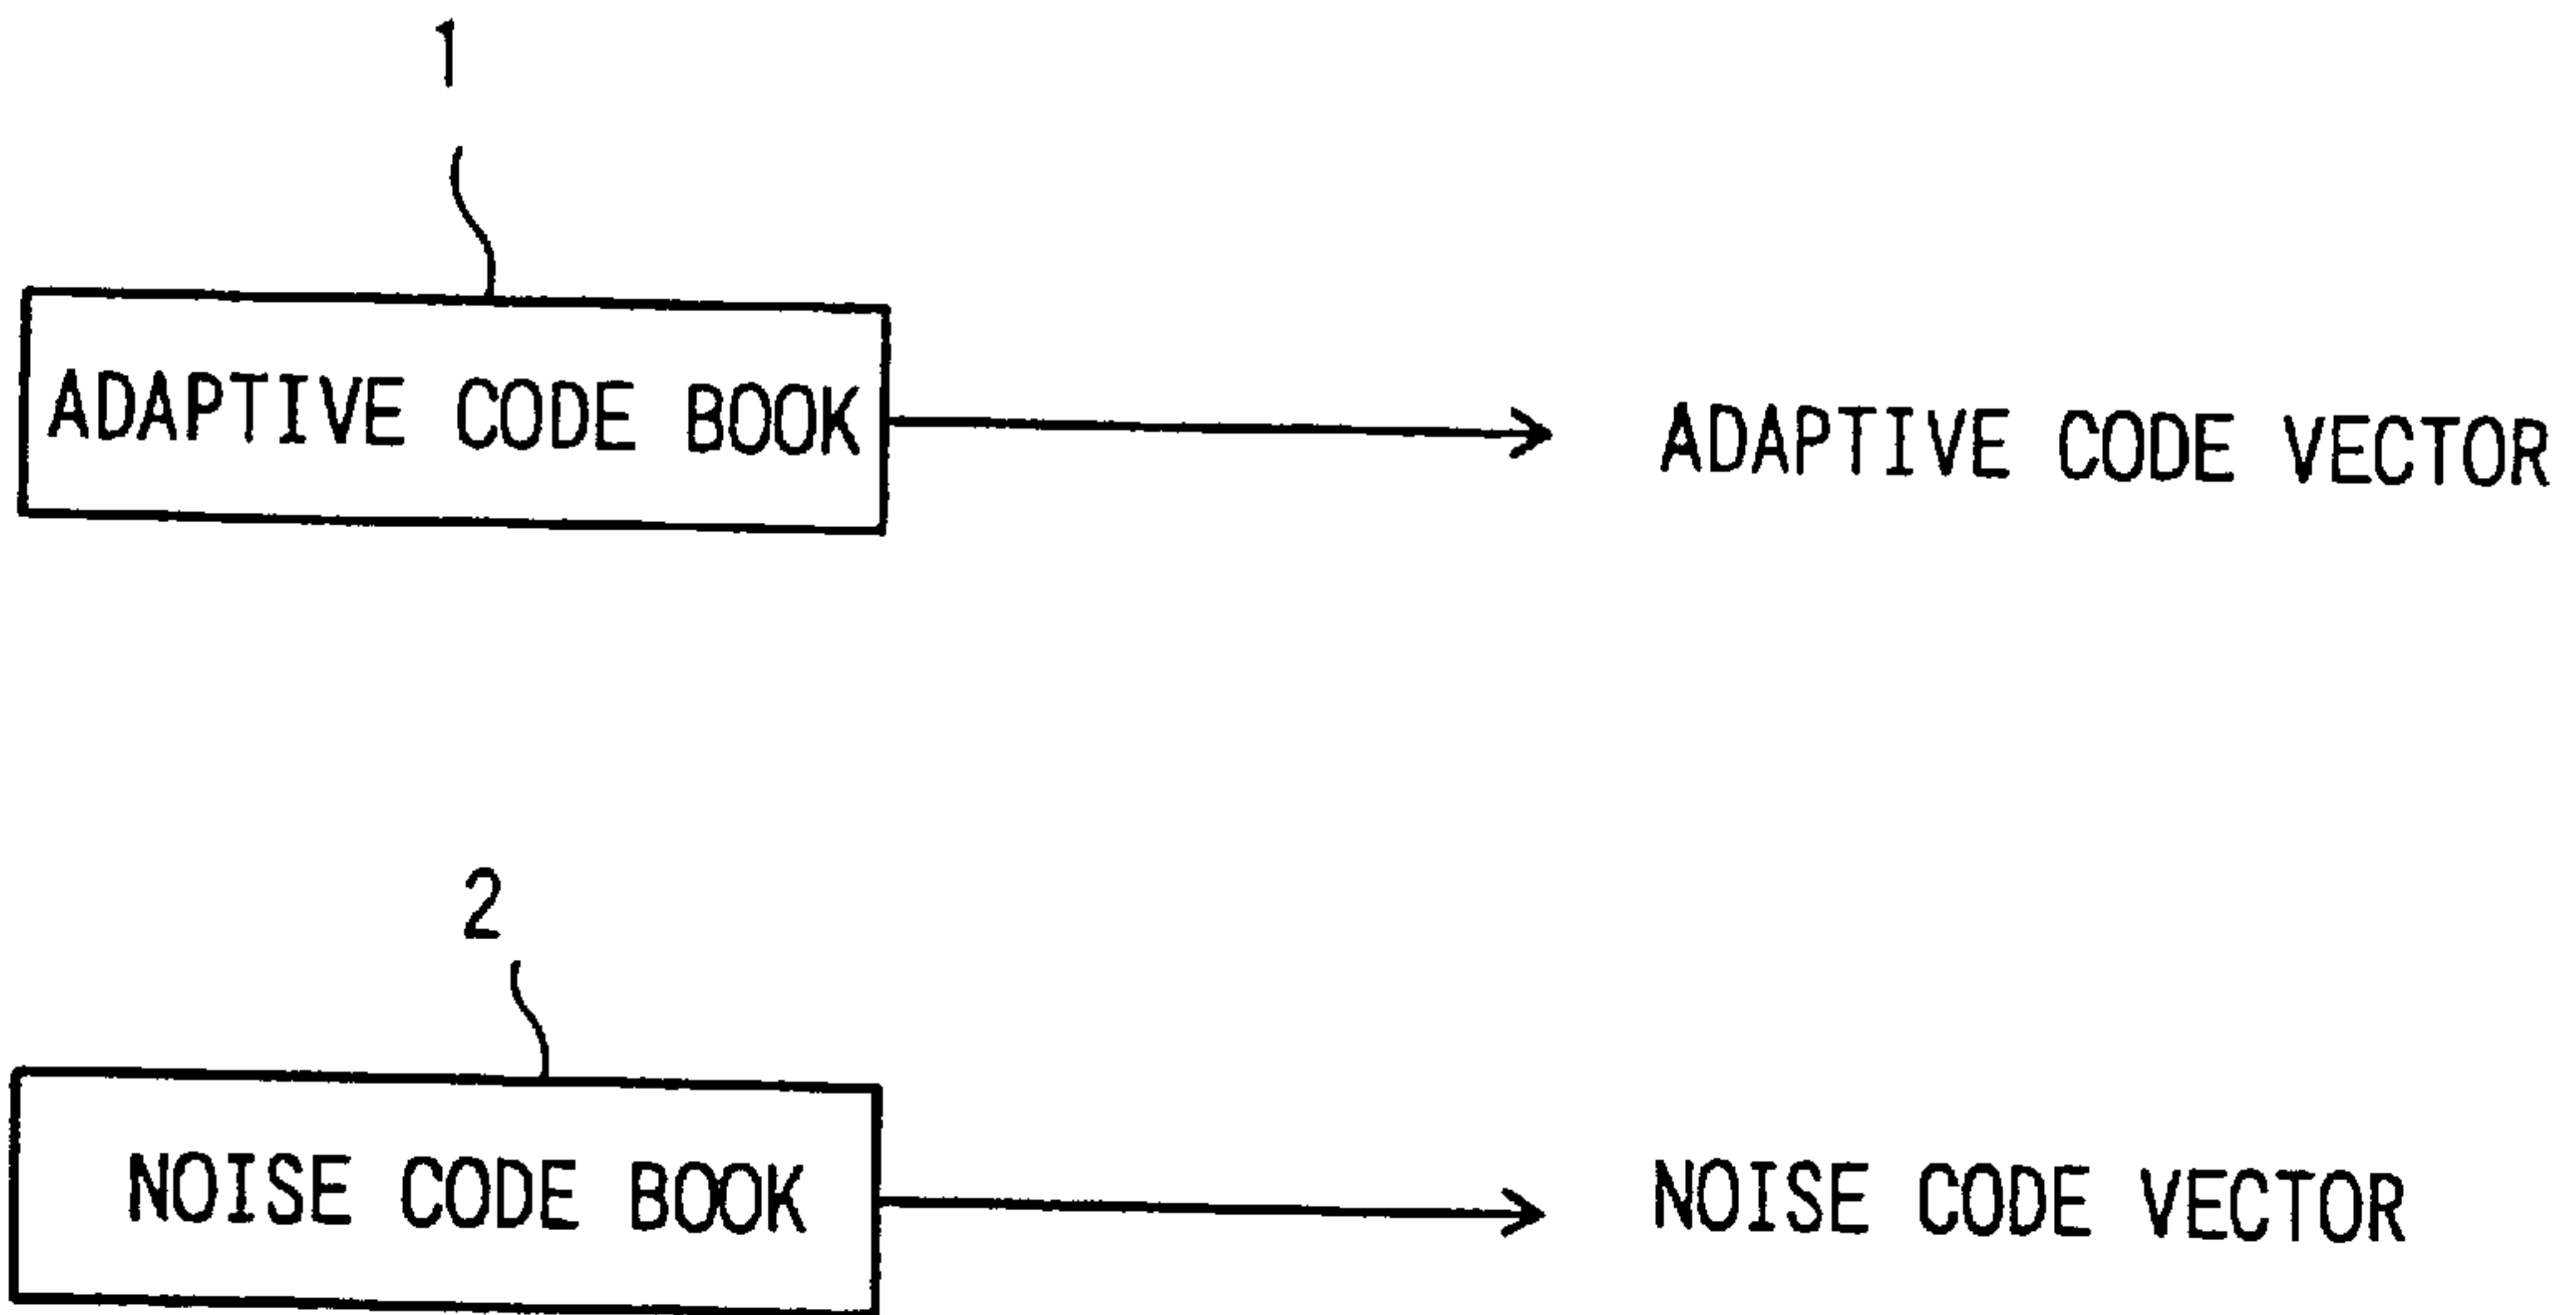 1
ADAPTIVE CODE BOOK
ADAPTIVE CODE VECTOR
2
NOISE CODE BOOK
NOISE CODE VECTOR